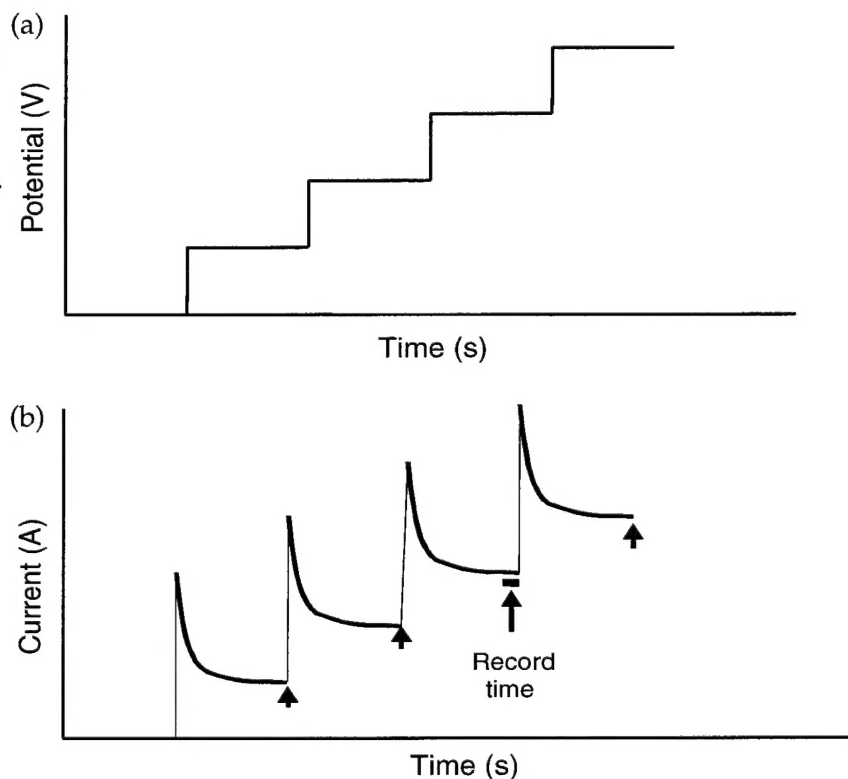 (a)
Potential (V)
Time (s)
(b)
Current (A)
Record
time
Time (s)